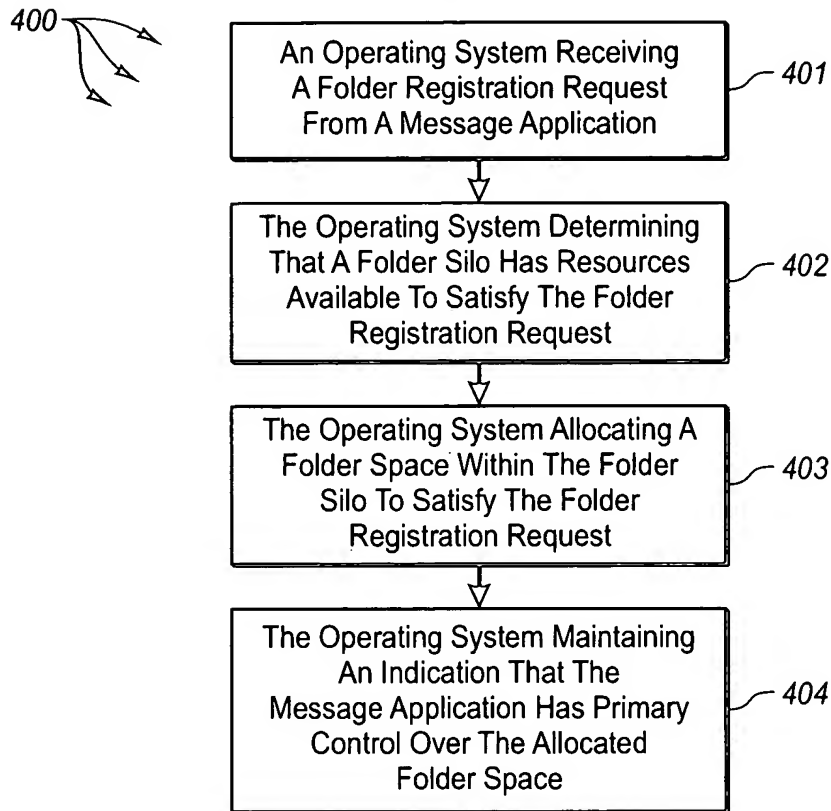 400
An Operating System Receiving
A Folder Registration Request
From A Message Application
401
The Operating System Determining
That A Folder Silo Has Resources
Available To Satisfy The Folder
Registration Request
402
The Operating System Allocating A
Folder Space Within The Folder
Silo To Satisfy The Folder
Registration Request
403
The Operating System Maintaining
An Indication That The
Message Application Has Primary
Control Over The Allocated
Folder Space
404